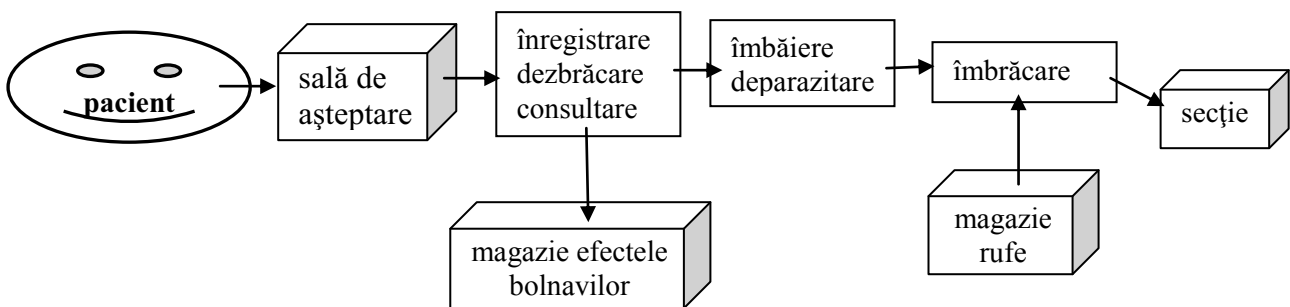 pacient
sală de
aşteptare
înregistrare
dezbrăcare
consultare
îmbăiere
deparazitare
îmbrăcare
secţie
magazie efectele
bolnavilor
magazie
rufe